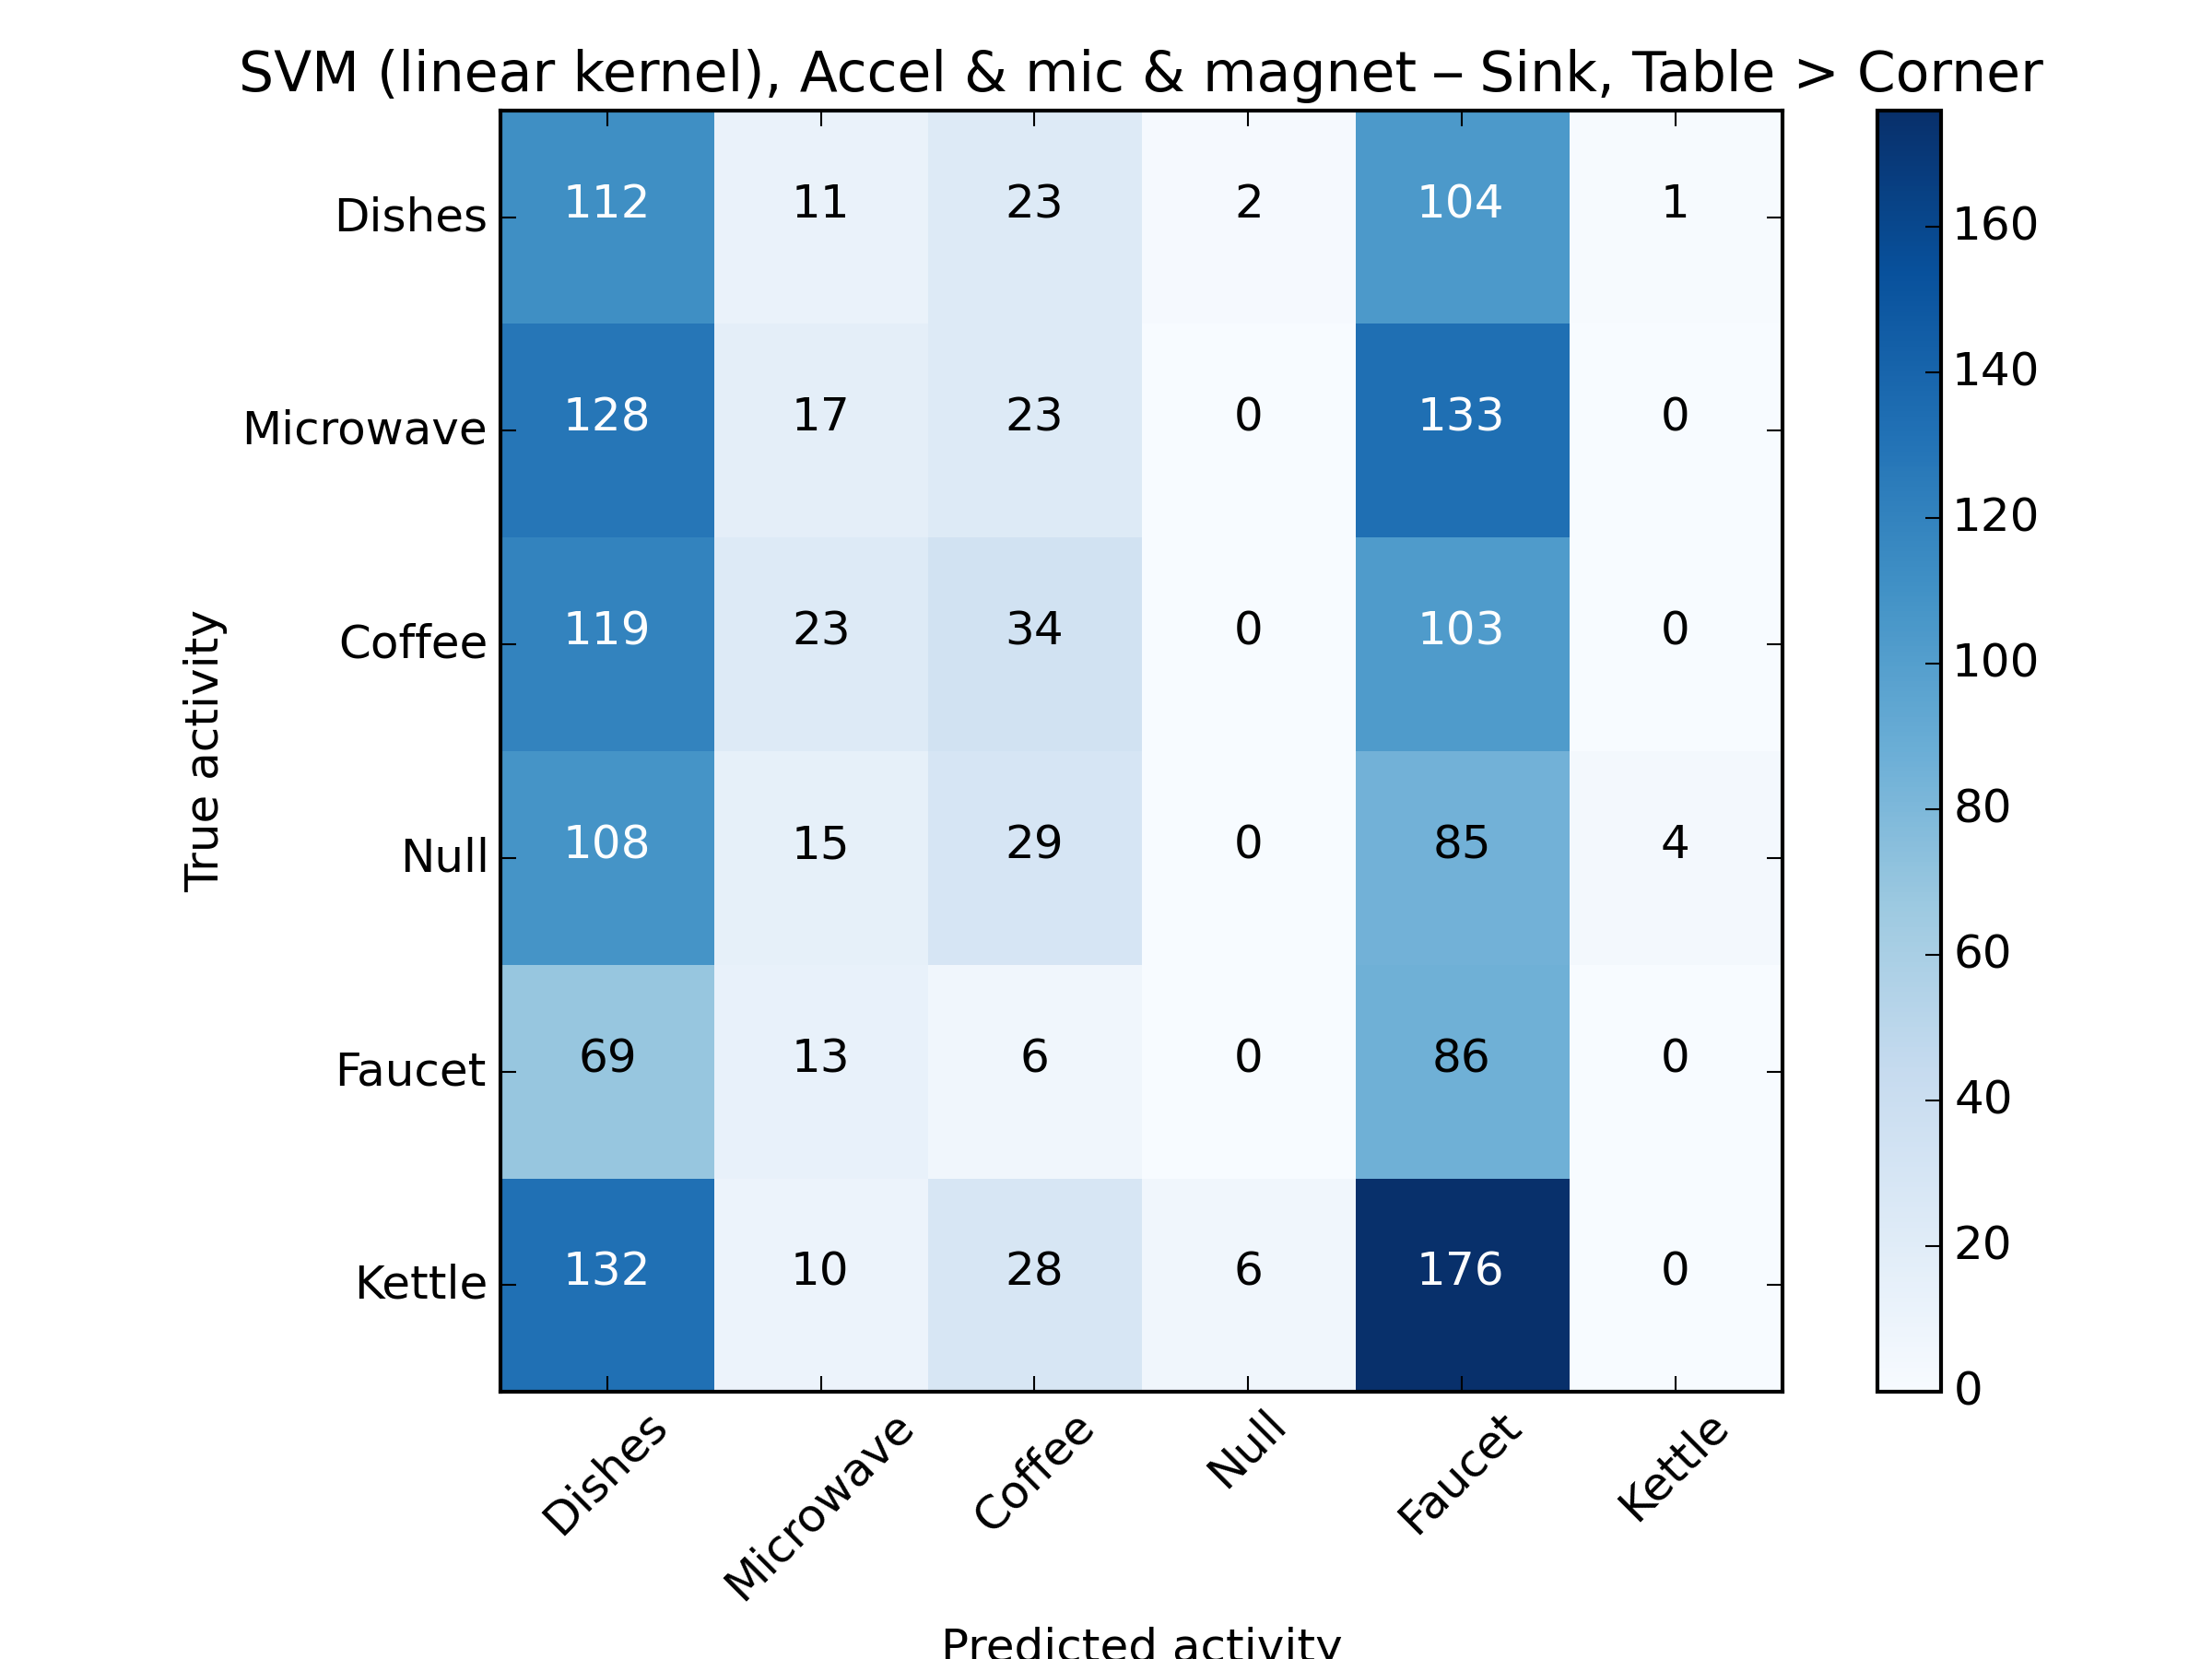 SVM (linear kernel), Accel & mic & magnet – Sink, Table > Corner
Dishes 112 11 23 2 104 1
Microwave 128 17 23 0 133 0
Coffee 119 23 34 0 103 0
Null 108 15 29 0 85 4
Faucet 69 13 6 0 86 0
Kettle 132 10 28 6 176 0
Dishes Microwave Coffee Null Faucet Kettle
True activity
Predicted activity
160
140
120
100
80
60
40
20
0